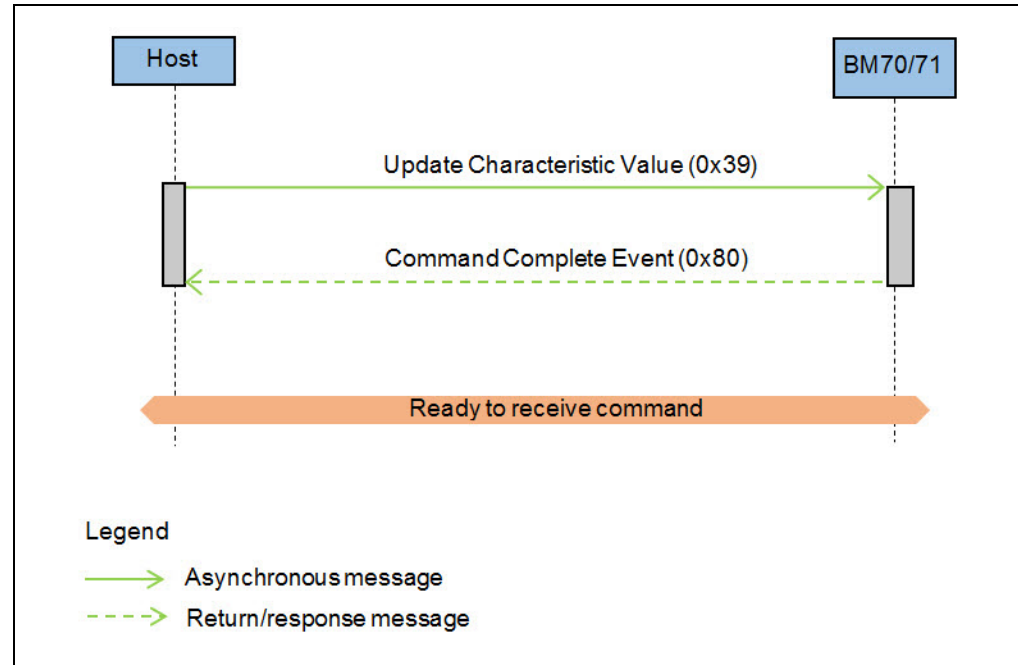 Host
BM70/71
Update Characteristic Value (0x39)
Command Complete Event (0x80)
Ready to receive command
Legend
Asynchronous message
Return/response message